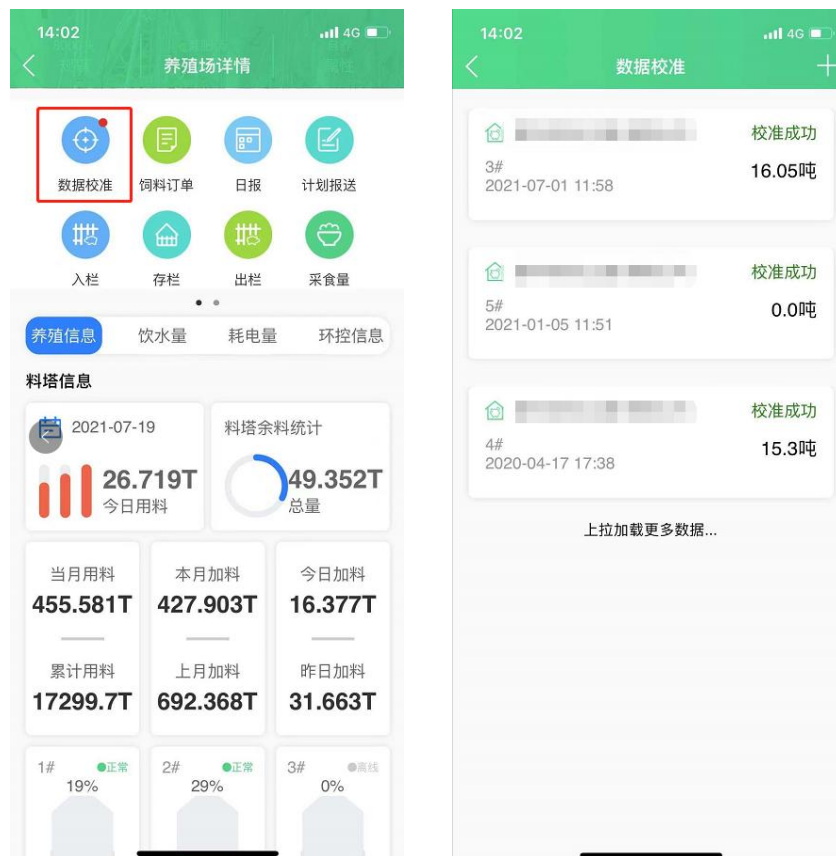 14:02
4G
养殖场详情
数据校准
饲料订单
日报
计划报送
入栏
存栏
出栏
采食量
养殖信息
饮水量
耗电量
环控信息
料塔信息
2021-07-19
26.719T
今日用料
料塔余料统计
49.352T
总量
当月用料
455.581T
本月加料
427.903T
今日加料
16.377T
累计用料
17299.7T
上月加料
692.368T
昨日加料
31.663T
1#
正常
19%
2#
正常
29%
3#
离线
0%
14:02
4G
数据校准
校准成功
3#
16.05吨
2021-07-01 11:58
校准成功
5#
0.0吨
2021-01-05 11:51
校准成功
4#
15.3吨
2020-04-17 17:38
上拉加载更多数据...